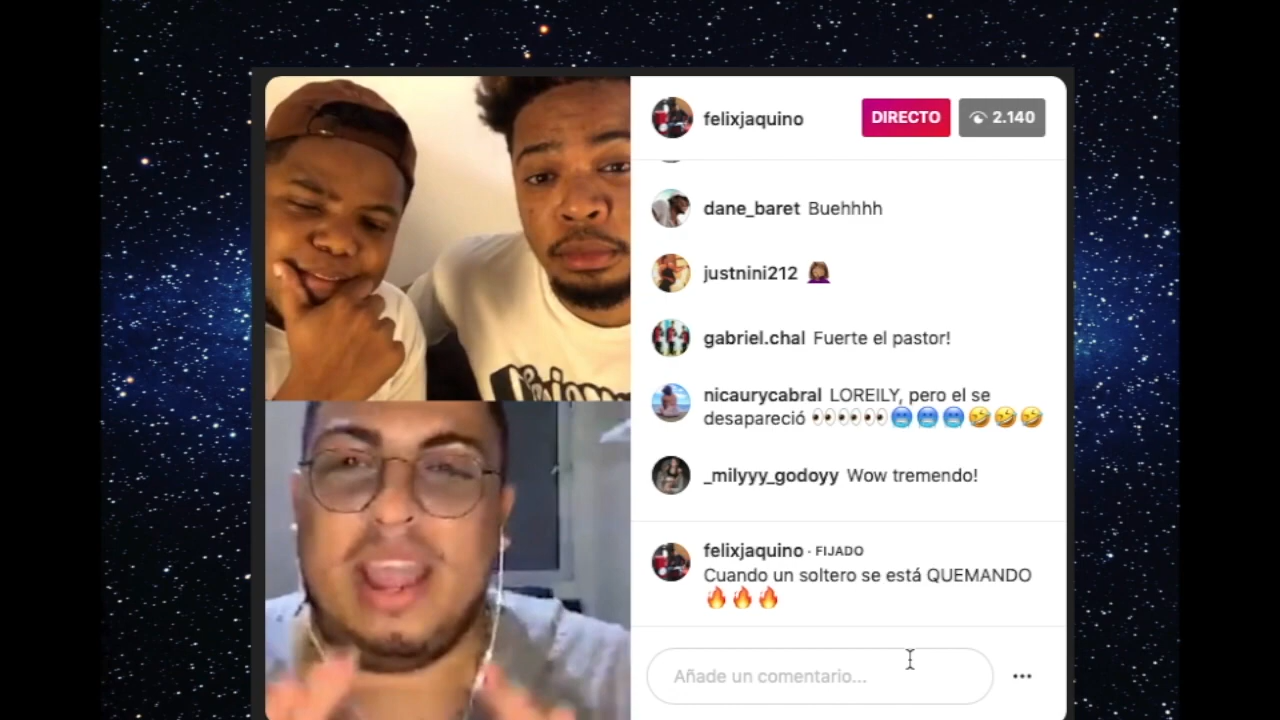 felixjaquino
DIRECTO
2.140
dane_baret Buehhhh
justnini212 🙋🏽‍♀️
gabriel.chal Fuerte el pastor!
nicaurycabral LOREILY, pero el se
desapareció 👀👀👀🥶🥶🥶🤣🤣🤣
_milyyy_godoyy Wow tremendo!
felixjaquino · FIJADO
Cuando un soltero se está QUEMANDO
🔥🔥🔥
Añade un comentario...